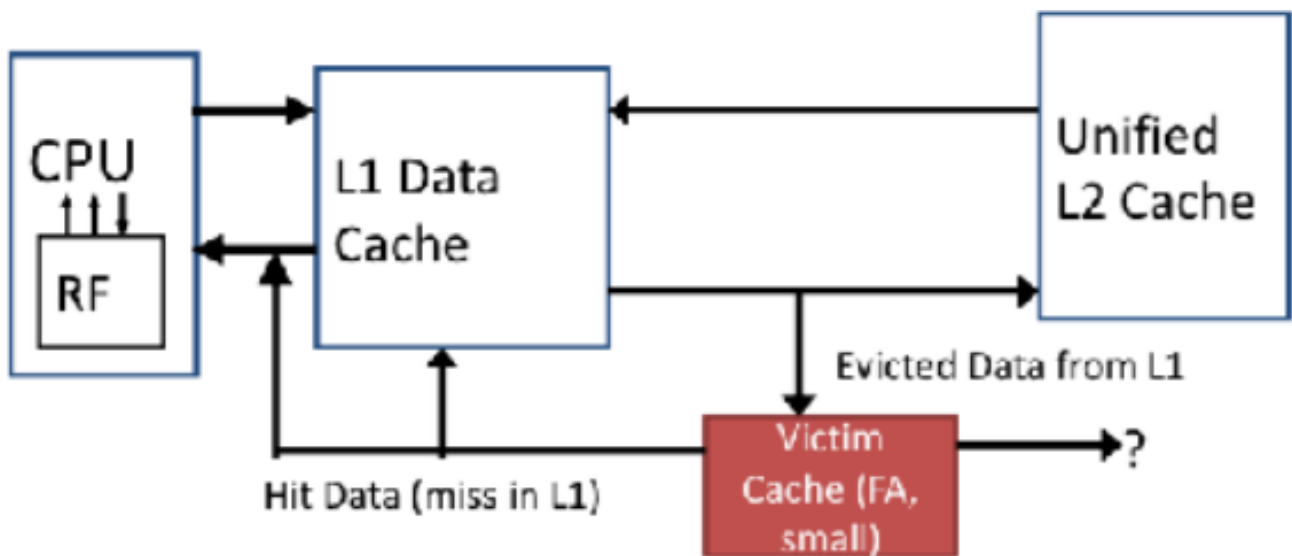 CPU
RF
L1 Data
Cache
Unified
L2 Cache
Evicted Data from L1
Victim
Cache (FA,
small)
?
Hit Data (miss in L1)